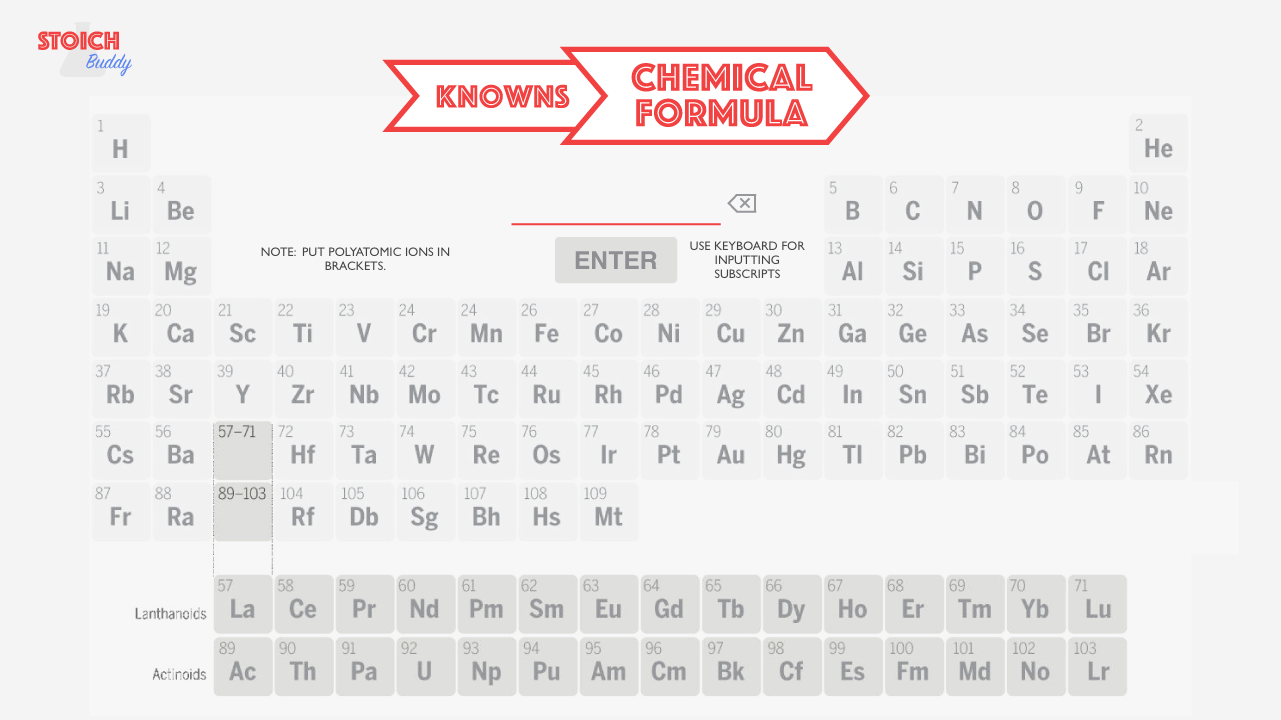 STOICH
Buddy
KNOWNS
CHEMICAL
FORMULA
1 2
H He
3 4 5 6 7 8 9 10
Li Be B C N O F Ne
NOTE: PUT POLYATOMIC IONS IN
BRACKETS.
ENTER
USE KEYBOARD FOR
INPUTTING
SUBSCRIPTS
11 12 13 14 15 16 17 18
Na Mg Al Si P S Cl Ar
19 20 21 22 23 24 24 26 27 28 29 30 31 32 33 34 35 36
K Ca Sc Ti V Cr Mn Fe Co Ni Cu Zn Ga Ge As Se Br Kr
37 38 39 40 41 42 43 44 45 46 47 48 49 50 51 52 53 54
Rb Sr Y Zr Nb Mo Tc Ru Rh Pd Ag Cd In Sn Sb Te I Xe
55 56 57–71 72 73 74 75 76 77 78 79 80 81 82 83 84 85 86
Cs Ba Hf Ta W Re Os Ir Pt Au Hg Tl Pb Bi Po At Rn
87 88 89–103 104 105 106 107 108 109
Fr Ra Rf Db Sg Bh Hs Mt
57 58 59 60 61 62 63 64 65 66 67 68 69 70 71
Lanthanoids La Ce Pr Nd Pm Sm Eu Gd Tb Dy Ho Er Tm Yb Lu
89 90 91 92 93 94 95 96 97 98 99 100 101 102 103
Actinoids Ac Th Pa U Np Pu Am Cm Bk Cf Es Fm Md No Lr